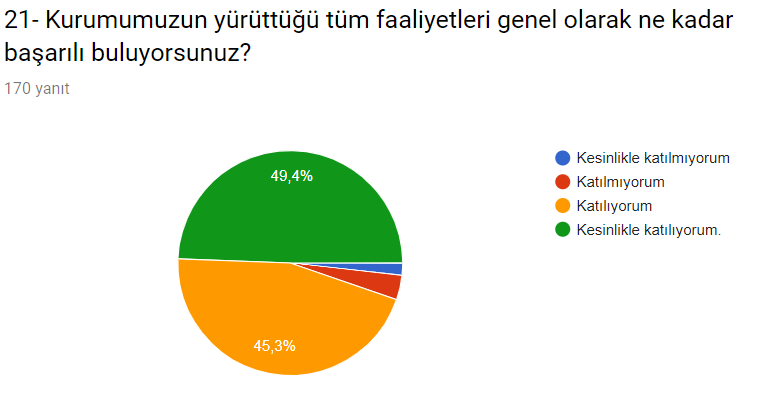 21- Kurumumuzun yürüttüğü tüm faaliyetleri genel olarak ne kadar
başarılı buluyorsunuz?
170 yanıt
49,4%
45,3%
Kesinlikle katılmıyorum
Katılmıyorum
Katılıyorum
Kesinlikle katılıyorum.